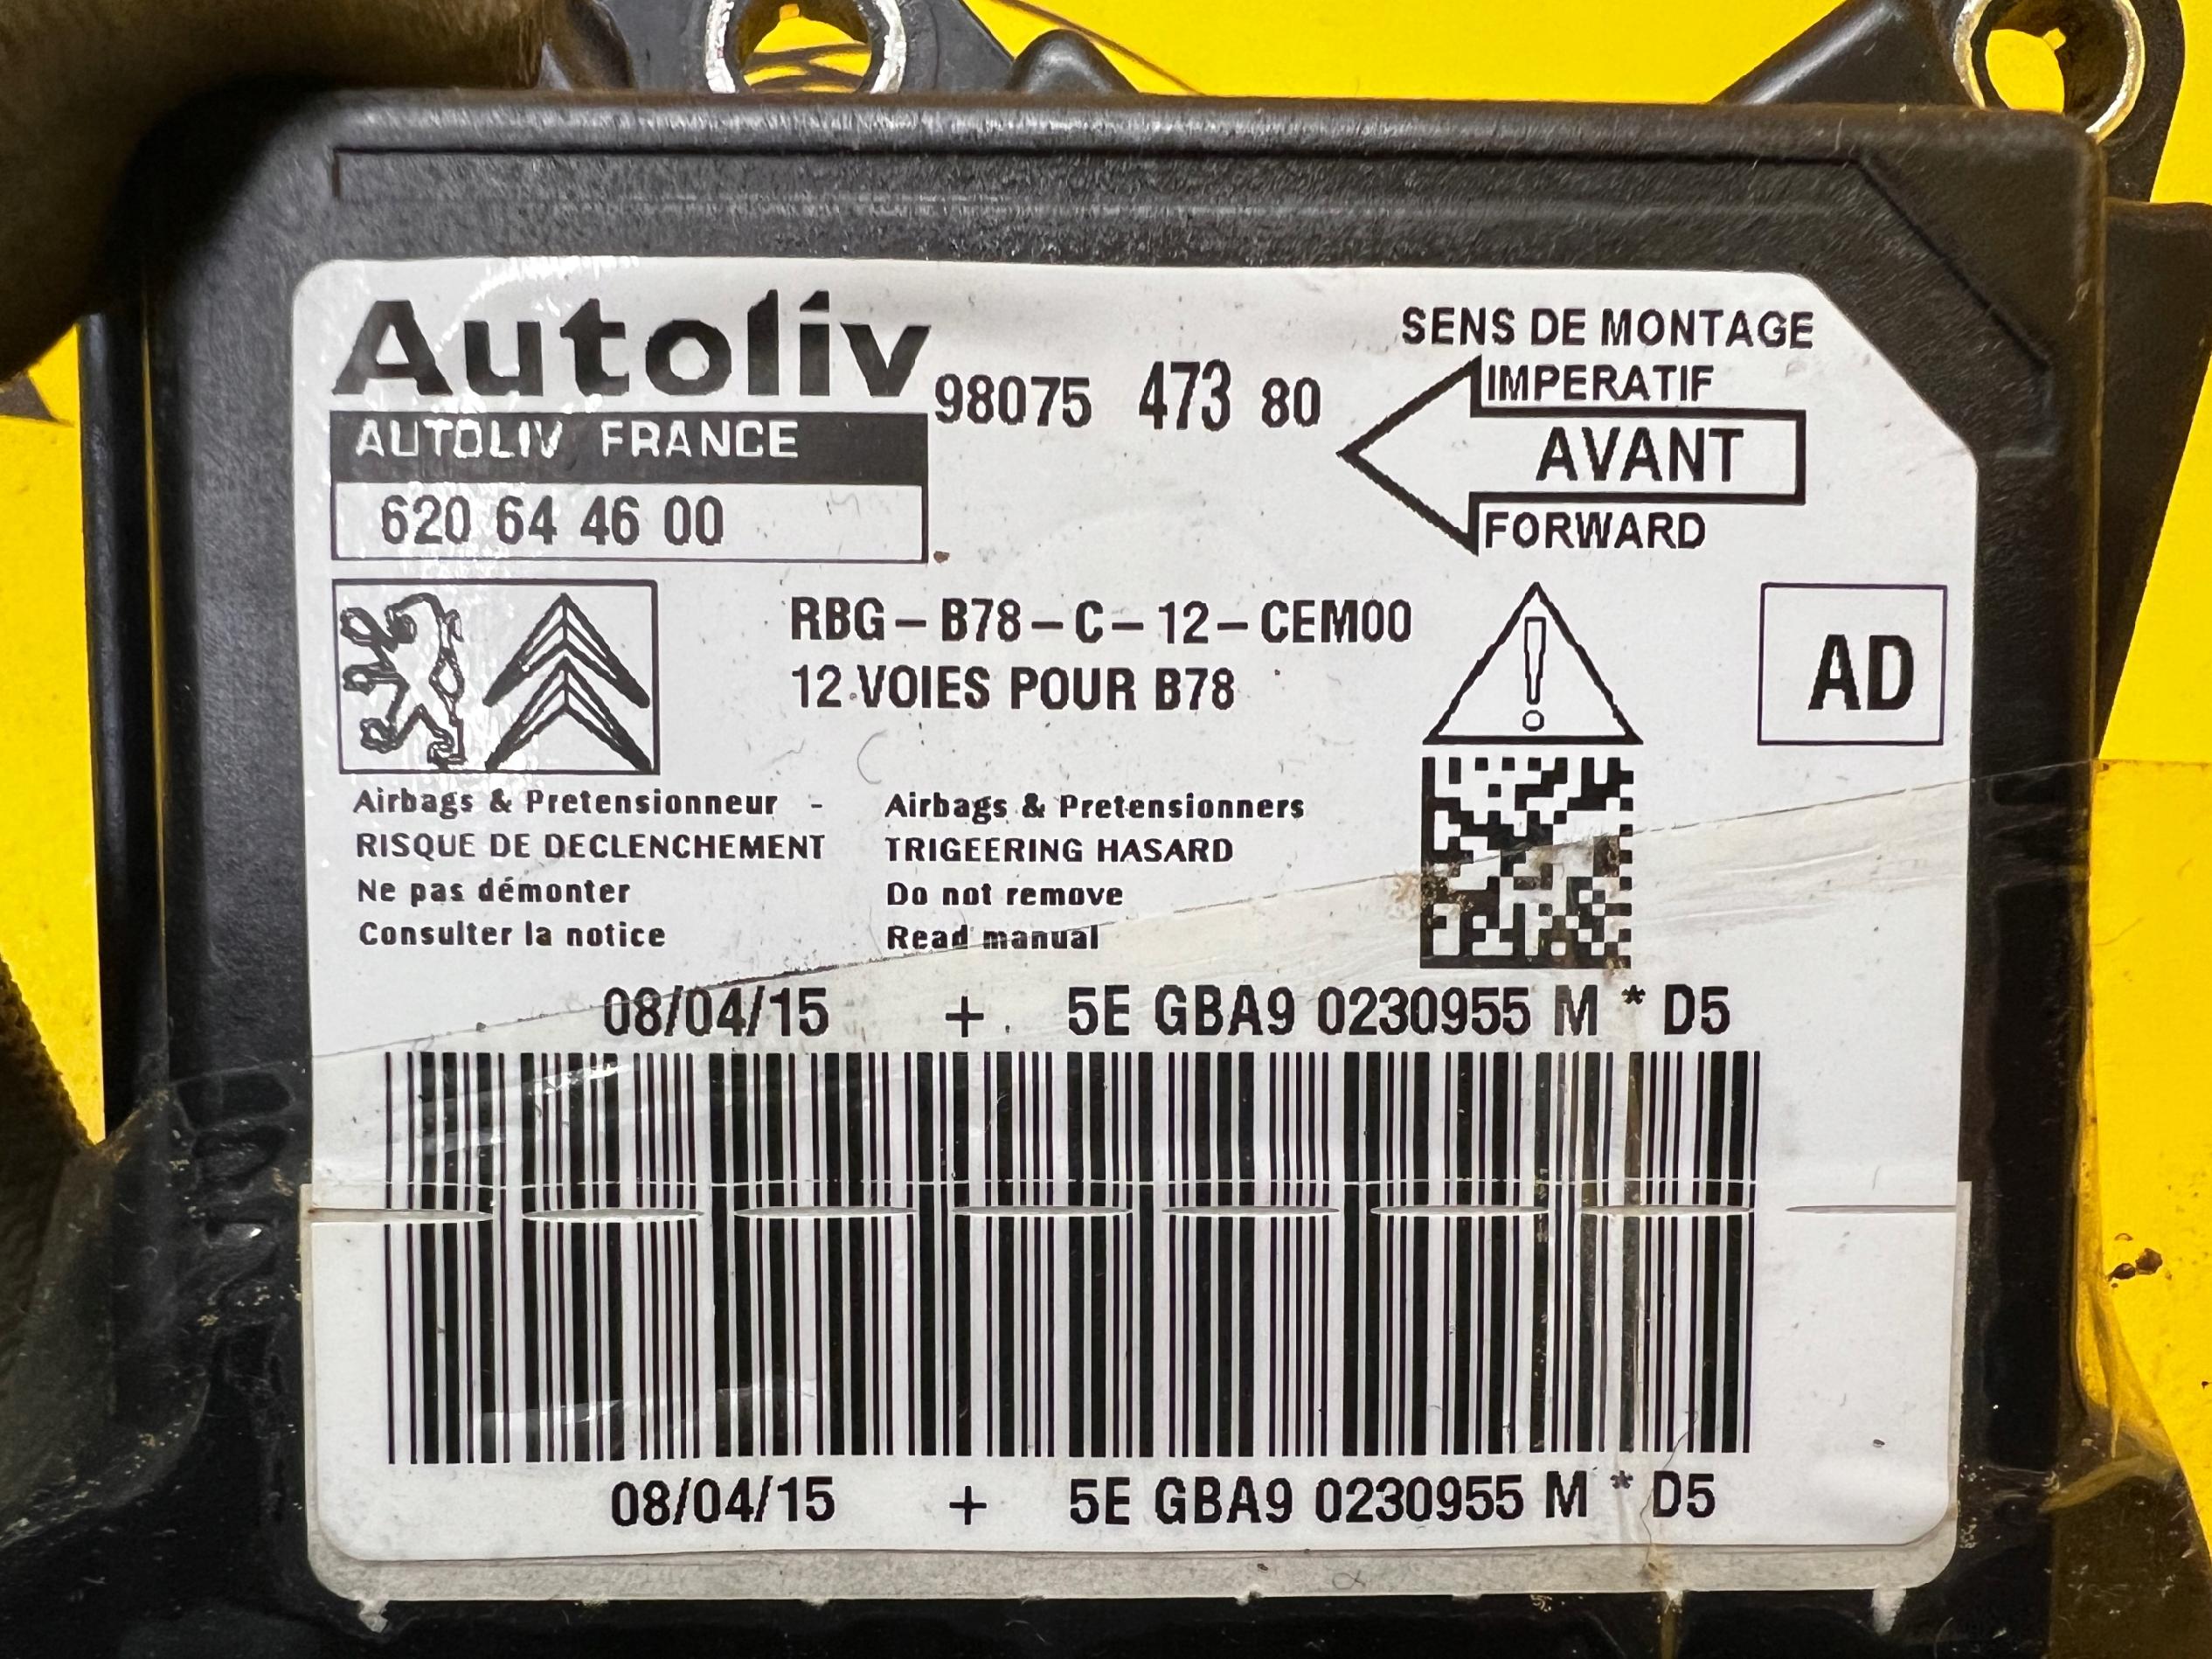 Autoliv
98075 473 80
AUTOLIV FRANCE
620 64 46 00
SENS DE MONTAGE
IMPERATIF
AVANT
FORWARD
RBG-B78-C-12-CEM00
12 VOIES POUR B78
AD
Airbags & Pretensionneur -
RISQUE DE DECLENCHEMENT
Ne pas démonter
Consulter la notice
Airbags & Pretensionners
TRIGEERING HASARD
Do not remove
Read manual
08/04/15 + 5E GBA9 0230955 M * D5
08/04/15 + 5E GBA9 0230955 M * D5